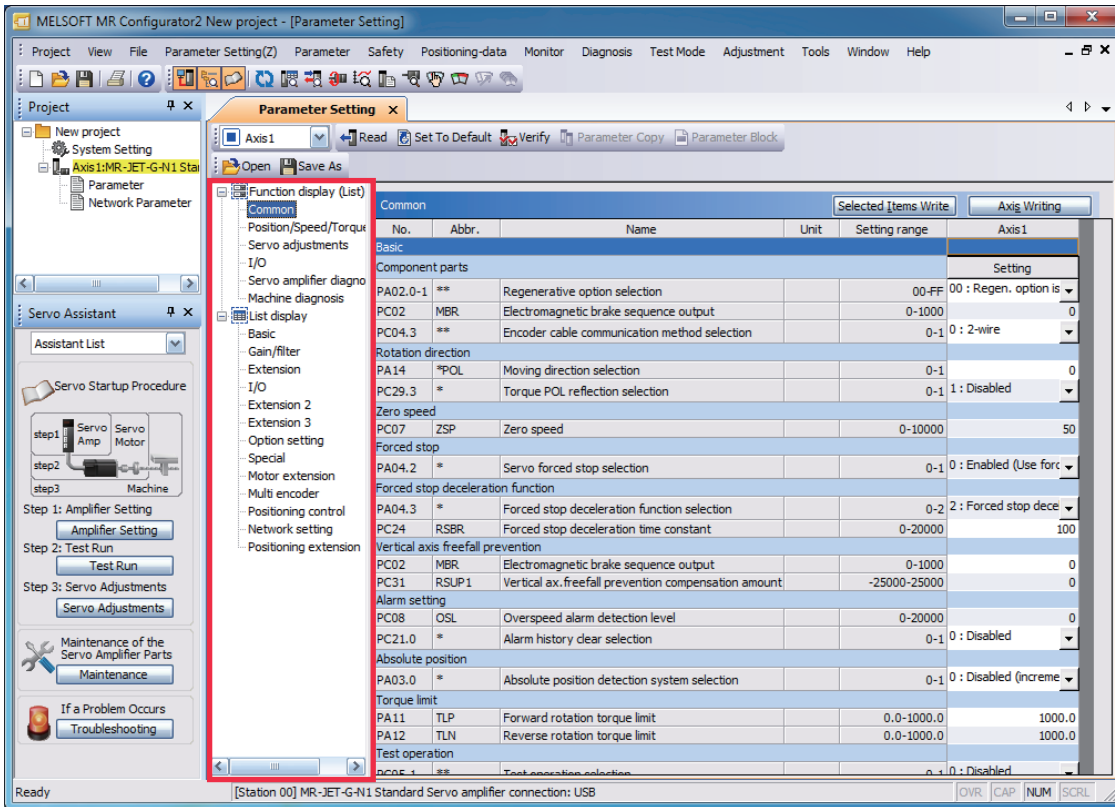 MELSOFT MR Configurator2 New project - [Parameter Setting]
Project View File Parameter Setting(Z) Parameter Safety Positioning-data Monitor Diagnosis Test Mode Adjustment Tools Window Help
Project
New project
System Setting
Axis1:MR-JET-G-N1 Star
Parameter
Network Parameter
Servo Assistant
Assistant List
Servo Startup Procedure
step1 Servo Amp Servo Motor
step2
step3 Machine
Step 1: Amplifier Setting
Amplifier Setting
Step 2: Test Run
Test Run
Step 3: Servo Adjustments
Servo Adjustments
Maintenance of the
Servo Amplifier Parts
Maintenance
If a Problem Occurs
Troubleshooting
Parameter Setting
Axis1 Read Set To Default Verify Parameter Copy Parameter Block
Open Save As
Function display (List)
Common
Position/Speed/Torque
Servo adjustments
I/O
Servo amplifier diagno
Machine diagnosis
List display
Basic
Gain/filter
Extension
I/O
Extension 2
Extension 3
Option setting
Special
Motor extension
Multi encoder
Positioning control
Network setting
Positioning extension
Common Selected Items Write Axis Writing
No. Abbr. Name Unit Setting range Axis1
Basic
Component parts Setting
PA02.0-1 ** Regenerative option selection 00-FF 00 : Regen. option is
PC02 MBR Electromagnetic brake sequence output 0-1000 0
PC04.3 ** Encoder cable communication method selection 0-1 0 : 2-wire
Rotation direction
PA14 *POL Moving direction selection 0-1 0
PC29.3 * Torque POL reflection selection 0-1 1 : Disabled
Zero speed
PC07 ZSP Zero speed 0-10000 50
Forced stop
PA04.2 * Servo forced stop selection 0-1 0 : Enabled (Use forc
Forced stop deceleration function
PA04.3 * Forced stop deceleration function selection 0-2 2 : Forced stop dece
PC24 RSBR Forced stop deceleration time constant 0-20000 100
Vertical axis freefall prevention
PC02 MBR Electromagnetic brake sequence output 0-1000 0
PC31 RSUP1 Vertical ax.freefall prevention compensation amount -25000-25000 0
Alarm setting
PC08 OSL Overspeed alarm detection level 0-20000 0
PC21.0 * Alarm history clear selection 0-1 0 : Disabled
Absolute position
PA03.0 * Absolute position detection system selection 0-1 0 : Disabled (increme
Torque limit
PA11 TLP Forward rotation torque limit 0.0-1000.0 1000.0
PA12 TLN Reverse rotation torque limit 0.0-1000.0 1000.0
Test operation
PC05.1 ** Test operation selection 0-1 0 : Disabled
Ready [Station 00] MR-JET-G-N1 Standard Servo amplifier connection: USB OVR CAP NUM SCRL